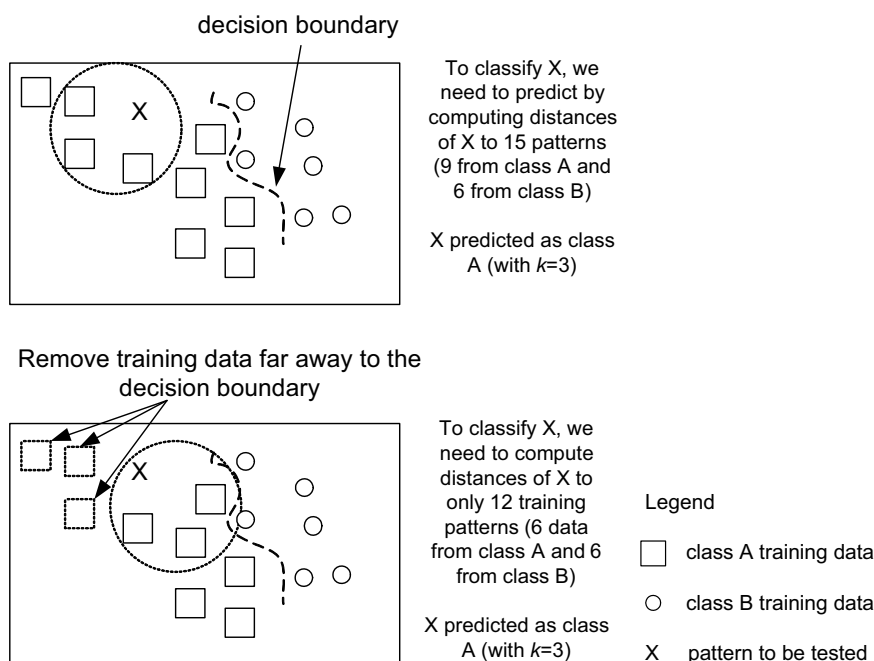 decision boundary
X
To classify X, we
need to predict by
computing distances
of X to 15 patterns
(9 from class A and
6 from class B)
X predicted as class
A (with k=3)
Remove training data far away to the
decision boundary
X
To classify X, we
need to compute
distances of X to
only 12 training
patterns (6 data
from class A and 6
from class B)
X predicted as class
A (with k=3)
Legend
class A training data
class B training data
X pattern to be tested